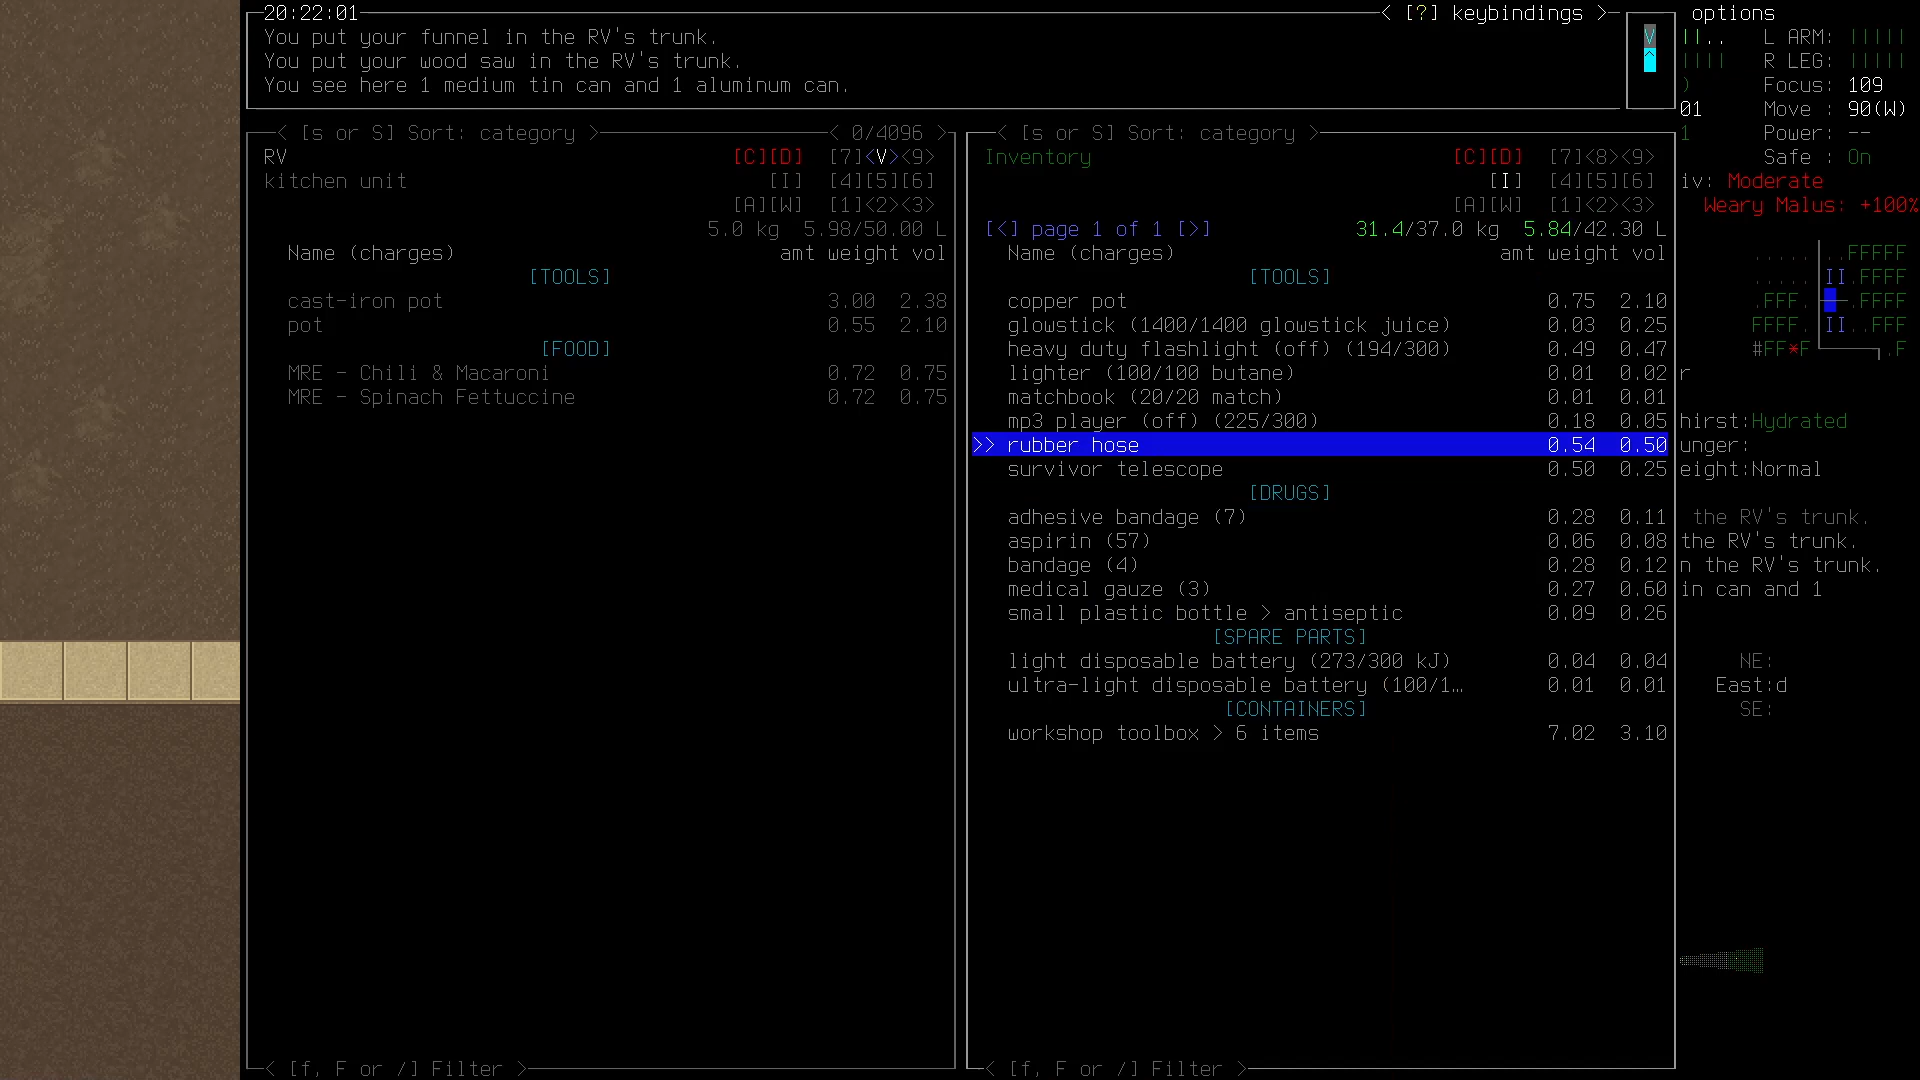 20:22:01 < [?] keybindings > options
You put your funnel in the RV's trunk.
You put your wood saw in the RV's trunk.
You see here 1 medium tin can and 1 aluminum can.
V
^
||.. L ARM: |||||
|||| R LEG: |||||
) Focus: 109
01 Move : 90(W)
1 Power: --
Safe : On
iv: Moderate
Weary Malus: +100%
< [s or S] Sort: category > < 0/4096 >
RV [C][D] [7]<V><9>
kitchen unit [I] [4][5][6]
[A][W] [1]<2><3>
5.0 kg 5.98/50.00 L
Name (charges) amt weight vol
[TOOLS]
cast-iron pot 3.00 2.38
pot 0.55 2.10
[FOOD]
MRE - Chili & Macaroni 0.72 0.75
MRE - Spinach Fettuccine 0.72 0.75
< [f, F or /] Filter >
< [s or S] Sort: category >
Inventory [C][D] [7]<8><9>
[I] [4][5][6]
[A][W] [1]<2><3>
[<] page 1 of 1 [>] 31.4/37.0 kg 5.84/42.30 L
Name (charges) amt weight vol
[TOOLS]
copper pot 0.75 2.10
glowstick (1400/1400 glowstick juice) 0.03 0.25
heavy duty flashlight (off) (194/300) 0.49 0.47
lighter (100/100 butane) 0.01 0.02
matchbook (20/20 match) 0.01 0.01
mp3 player (off) (225/300) 0.18 0.05
>> rubber hose 0.54 0.50
survivor telescope 0.50 0.25
[DRUGS]
adhesive bandage (7) 0.28 0.11
aspirin (57) 0.06 0.08
bandage (4) 0.28 0.12
medical gauze (3) 0.27 0.60
small plastic bottle > antiseptic 0.09 0.26
[SPARE PARTS]
light disposable battery (273/300 kJ) 0.04 0.04
ultra-light disposable battery (100/1… 0.01 0.01
[CONTAINERS]
workshop toolbox > 6 items 7.02 3.10
< [f, F or /] Filter >
.....│..FFFFF
.....│II.FFFF
.FFF. .FFFF
FFFF.│II..FFF
#FF*F .F
r
hirst:Hydrated
unger:
eight:Normal
the RV's trunk.
the RV's trunk.
n the RV's trunk.
in can and 1
NE:
East:d
SE: